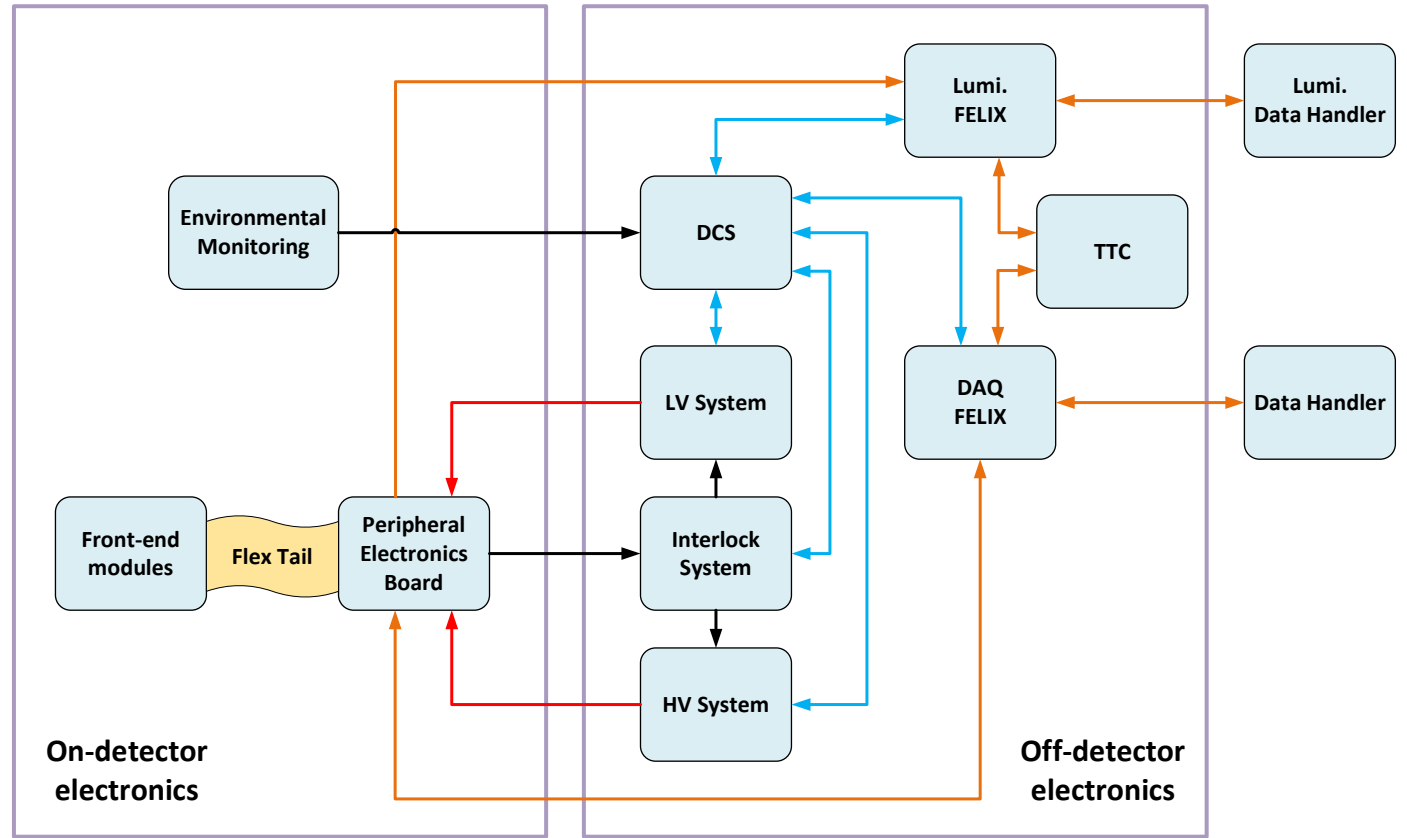 Lumi.
FELIX
Lumi.
Data Handler
Environmental
Monitoring
DCS
TTC
LV System
DAQ
FELIX
Data Handler
Front-end
modules
Flex Tail
Peripheral
Electronics
Board
Interlock
System
HV System
On-detector
electronics
Off-detector
electronics